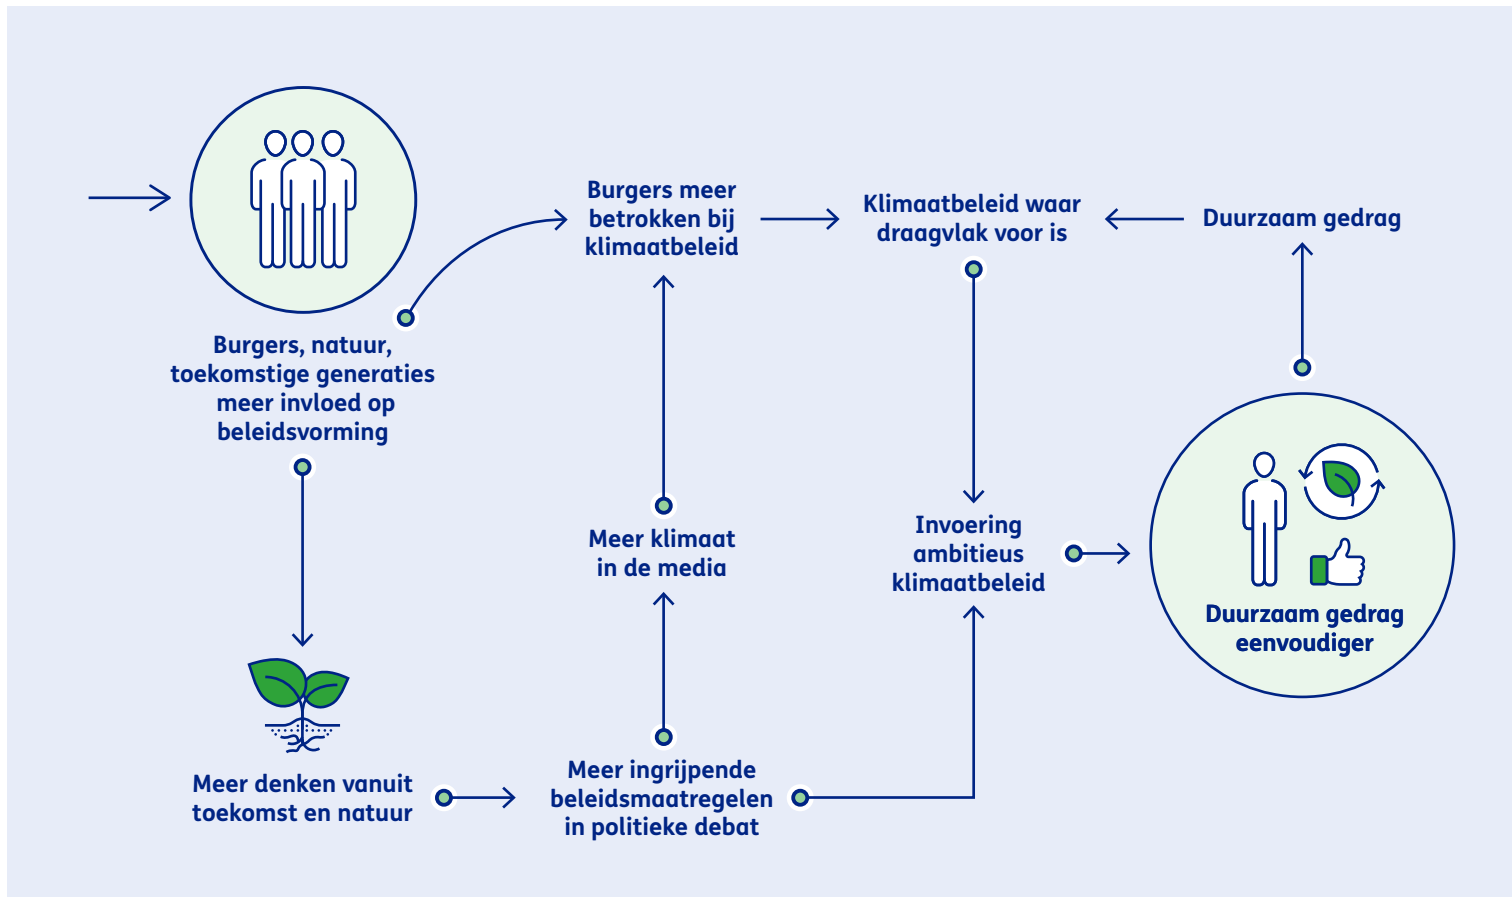 Burgers, natuur,
toekomstige generaties
meer invloed op
beleidsvorming
Burgers meer
betrokken bij
klimaatbeleid
Klimaatbeleid waar
draagvlak voor is
Duurzaam gedrag
Meer klimaat
in de media
Invoering
ambitieus
klimaatbeleid
Duurzaam gedrag
eenvoudiger
Meer denken vanuit
toekomst en natuur
Meer ingrijpende
beleidsmaatregelen
in politieke debat